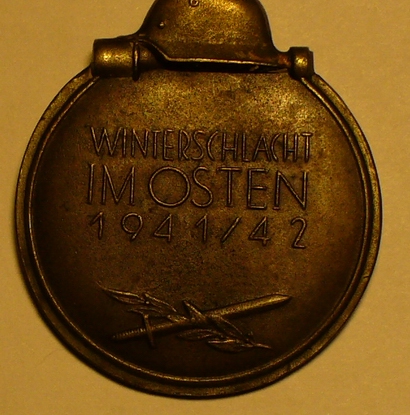 WINTERSCHLACHT
IM OSTEN
1941/42